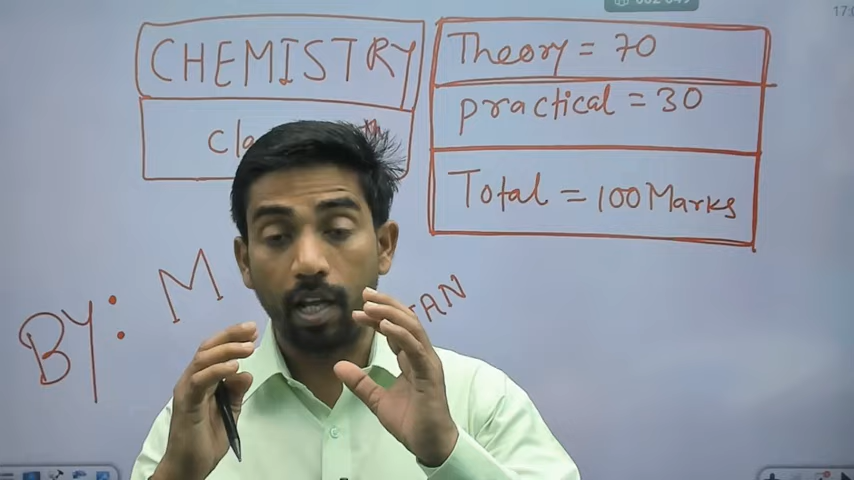 CHEMISTRY
Theory = 70
practical = 30
Total = 100 Marks
BY: